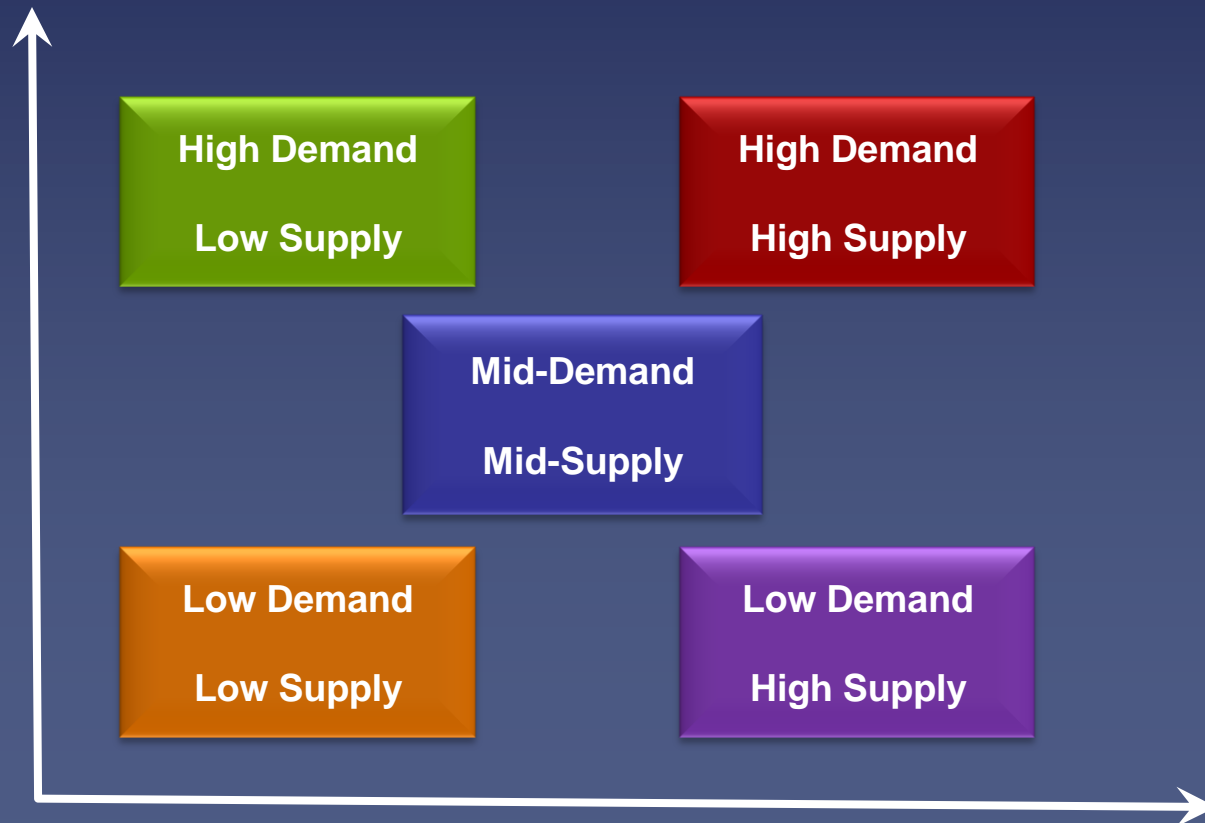 High Demand
Low Supply
High Demand
High Supply
Mid-Demand
Mid-Supply
Low Demand
Low Supply
Low Demand
High Supply